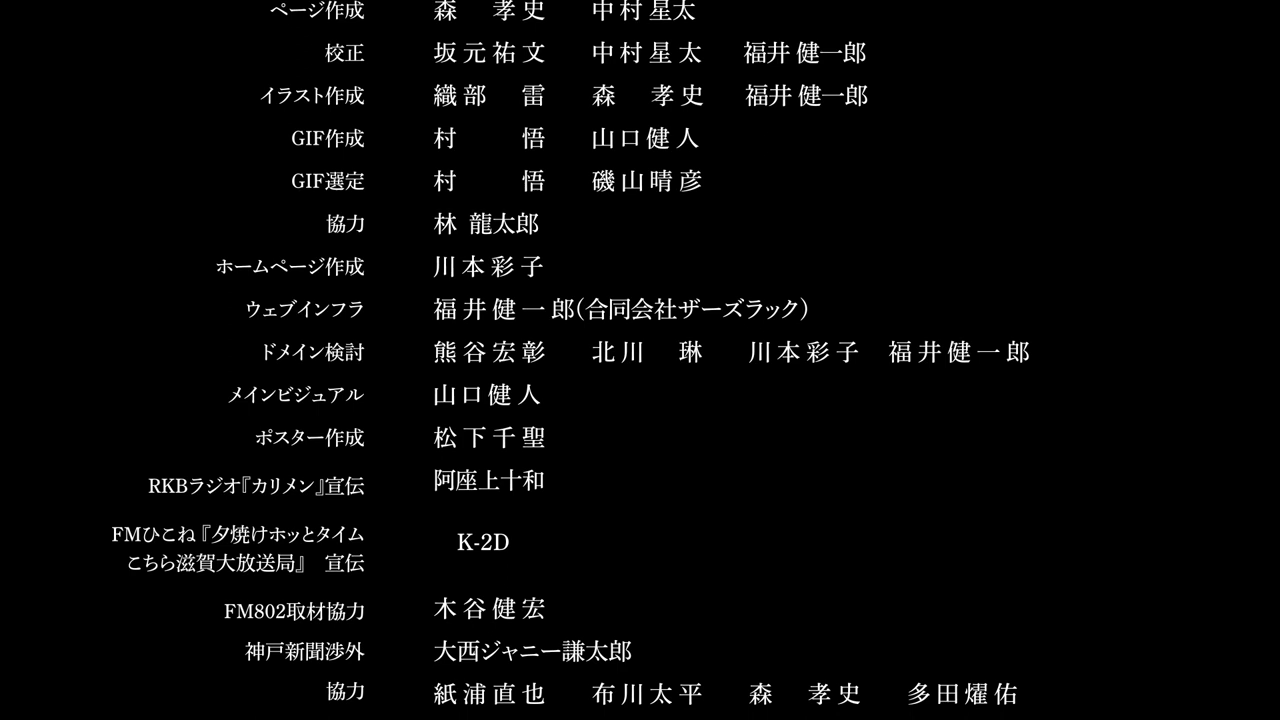 ページ作成 森 孝史 中村星太
校正 坂元祐文 中村星太 福井健一郎
イラスト作成 織部 雷 森 孝史 福井健一郎
GIF作成 村 悟 山口健人
GIF選定 村 悟 磯山晴彦
協力 林 龍太郎
ホームページ作成 川本彩子
ウェブインフラ 福井健一郎(合同会社ザーズラック)
ドメイン検討 熊谷宏彰 北川 琳 川本彩子 福井健一郎
メインビジュアル 山口健人
ポスター作成 松下千聖
RKBラジオ『カリメン』宣伝 阿座上十和
FMひこね『夕焼けホッとタイム
こちら滋賀大放送局』 宣伝 K-2D
FM802取材協力 木谷健宏
神戸新聞渉外 大西ジャニー謙太郎
協力 紙浦直也 布川太平 森 孝史 多田燿佑